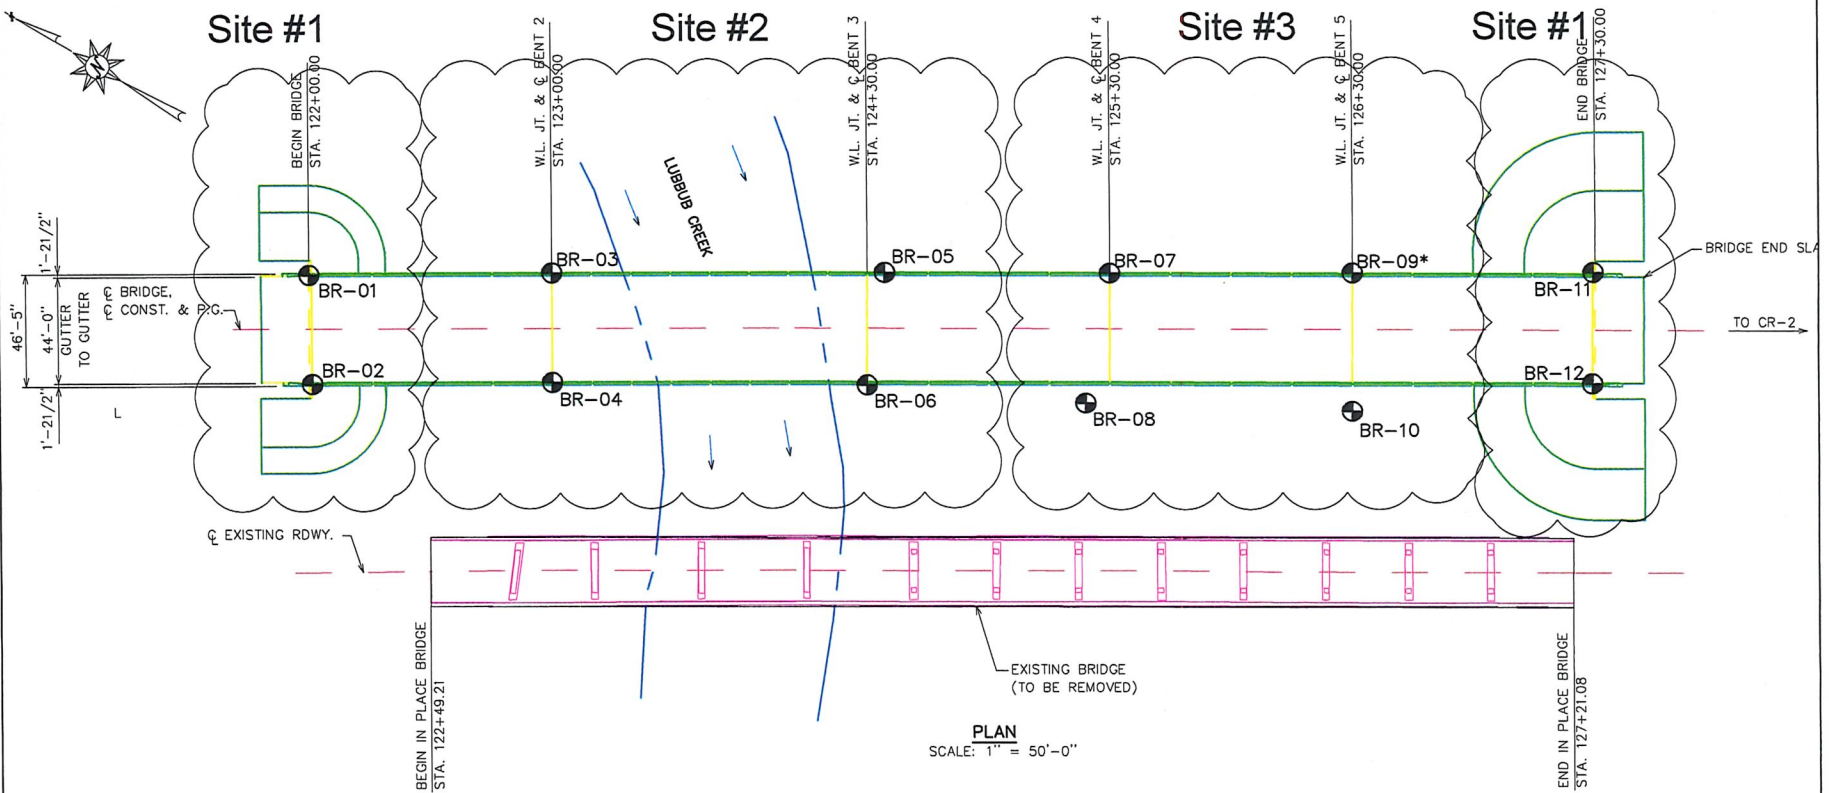 Site #1
Site #2
Site #3
Site #1
BEGIN BRIDGE
STA. 122+00.00
W.L. JT. & ℄ BENT 2
STA. 123+00.00
W.L. JT. & ℄ BENT 3
STA. 124+30.00
W.L. JT. & ℄ BENT 4
STA. 125+30.00
W.L. JT. & ℄ BENT 5
STA. 126+30.00
END BRIDGE
STA. 127+30.00
N
LUBBUB CREEK
BR-01
BR-03
BR-05
BR-07
BR-09*
BR-11
BRIDGE END SLA
1'-21/2"
46'-5"
44'-0"
GUTTER
TO GUTTER
1'-21/2"
℄ BRIDGE,
℄ CONST. & P.G.
TO CR-2
BR-02
BR-04
BR-06
BR-08
BR-10
BR-12
L
℄ EXISTING RDWY.
BEGIN IN PLACE BRIDGE
STA. 122+49.21
EXISTING BRIDGE
(TO BE REMOVED)
END IN PLACE BRIDGE
STA. 127+21.08
PLAN
SCALE: 1" = 50'-0"